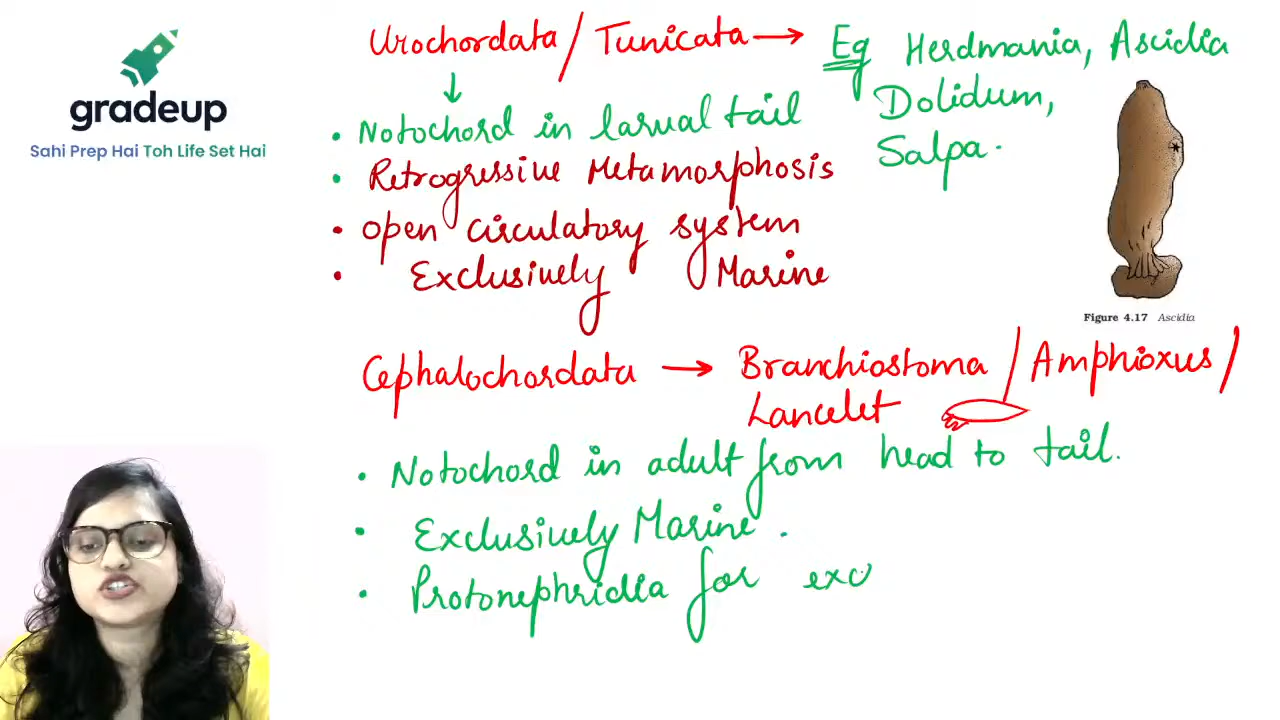 gradeup
Sahi Prep Hai Toh Life Set Hai
Urochordata / Tunicata → Eg Herdmania, Ascidia
Dolidum,
Salpa.
• Notochord in larval tail
• Retrogressive Metamorphosis
• open circulatory system
• Exclusively Marine
Figure 4.17 Ascidia
Cephalochordata → Branchiostoma / Amphioxus /
Lancelet
• Notochord in adult from head to tail.
• Exclusively Marine.
• Protonephridia for exc